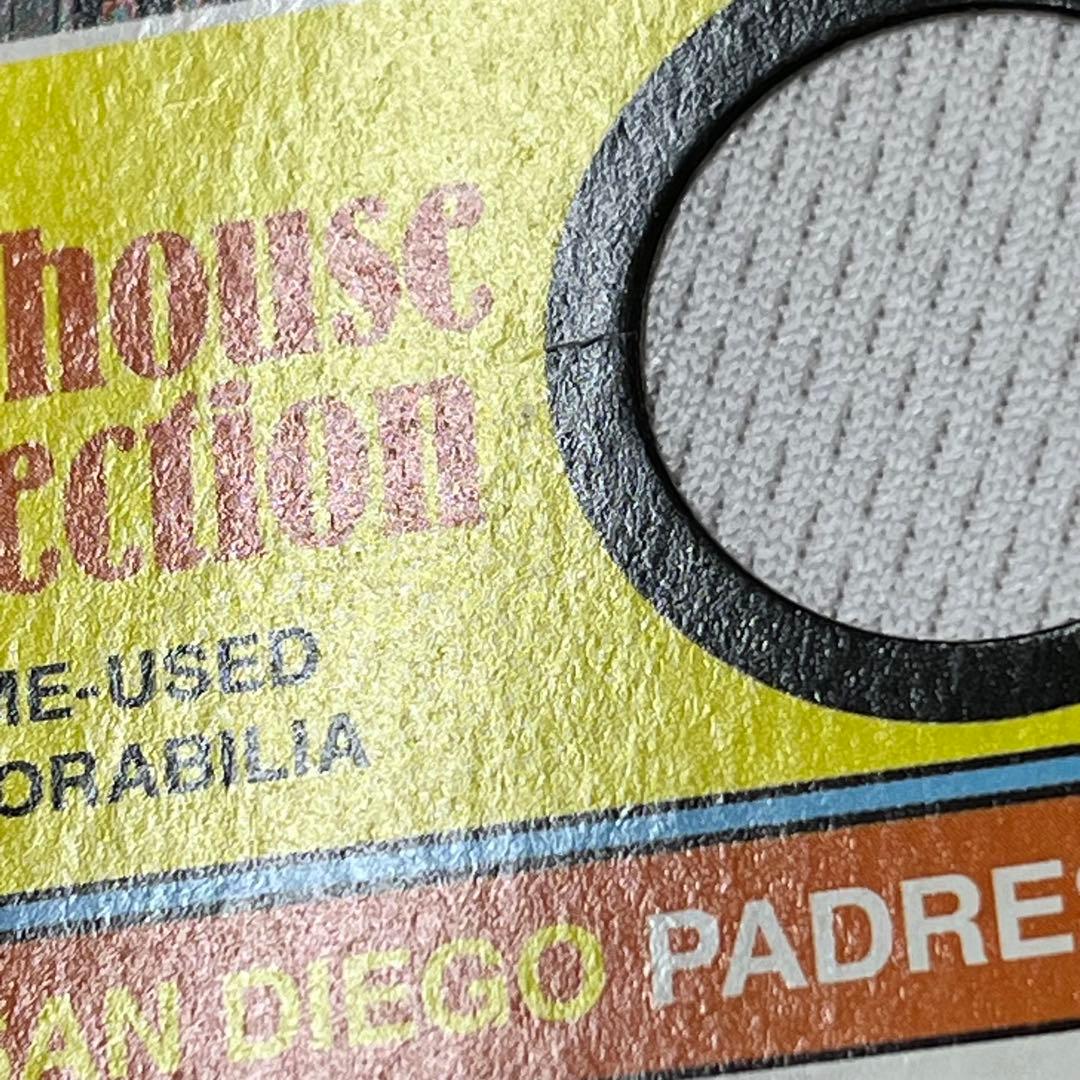 house
ection
ME-USED
ORABILIA
SAN DIEGO PADRES